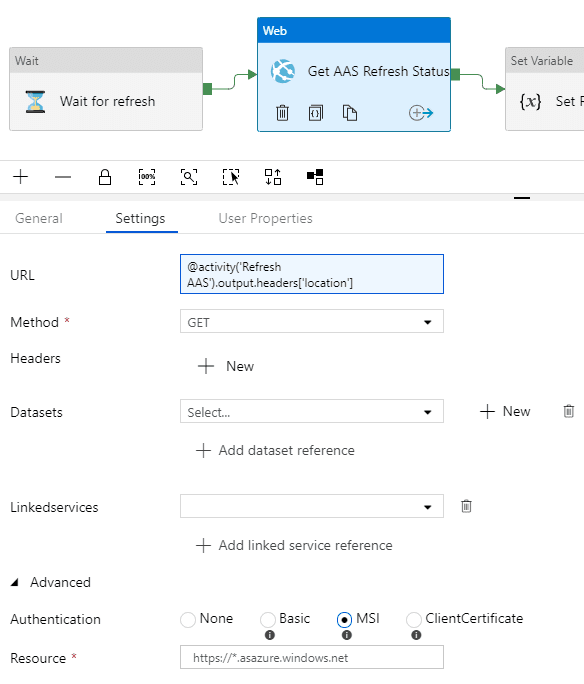 Wait
Wait for refresh
Web
Get AAS Refresh Status
Set Variable
{x} Set
100%
General
Settings
User Properties
URL
@activity('Refresh
AAS').output.headers['location']
Method *
GET
Headers
New
Datasets
Select...
New
Add dataset reference
Linkedservices
Add linked service reference
Advanced
Authentication
None
Basic
MSI
ClientCertificate
Resource *
https://*.asazure.windows.net